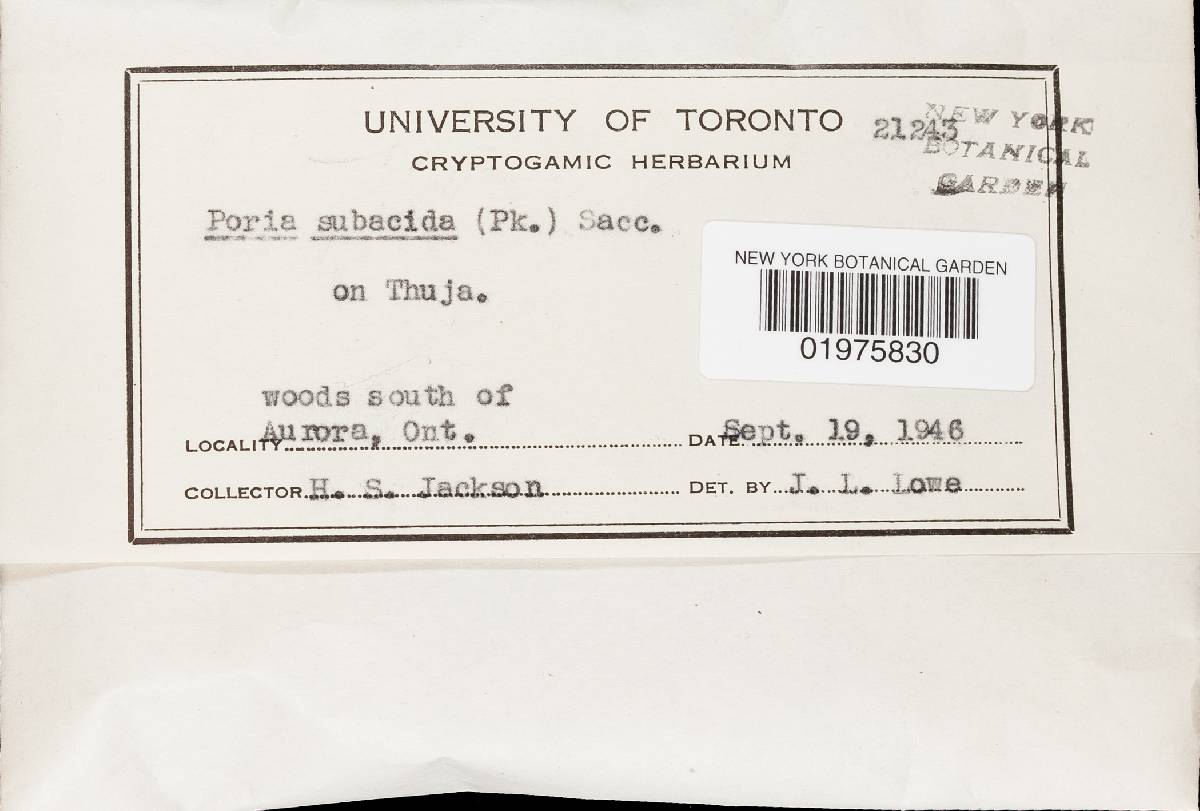 UNIVERSITY OF TORONTO
21243
NEW YORK
BOTANICAL
GARDEN
CRYPTOGAMIC HERBARIUM
Poria subacida (Pk.) Sacc.
on Thuja.
NEW YORK BOTANICAL GARDEN
01975830
woods south of
LOCALITY Aurora, Ont. DATE Sept. 19, 1946
COLLECTOR H. S. Jackson DET. BY J. L. Lowe